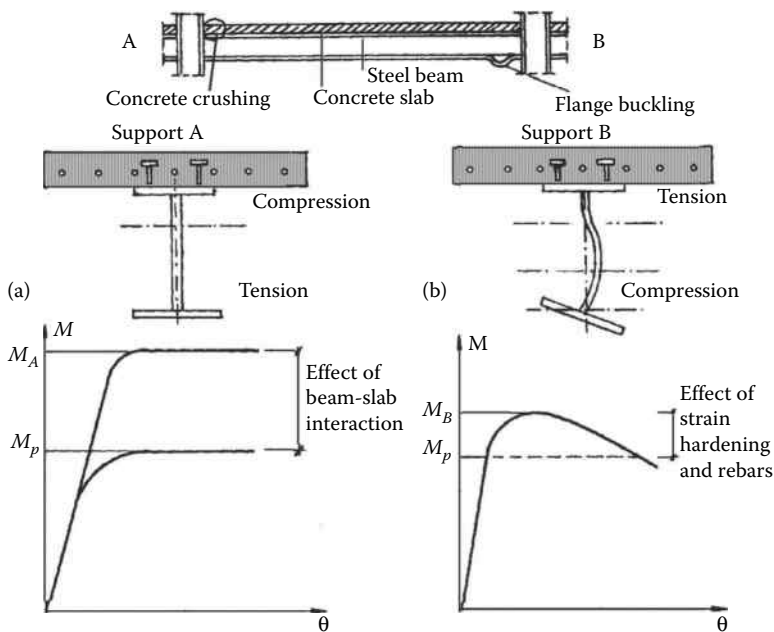 A
B
Steel beam
Concrete crushing
Concrete slab
Flange buckling
Support A
Support B
Compression
Tension
(a)
Tension
(b)
Compression
M
M_A
M_p
Effect of
beam-slab
interaction
θ
M
M_B
M_p
Effect of
strain
hardening
and rebars
θ